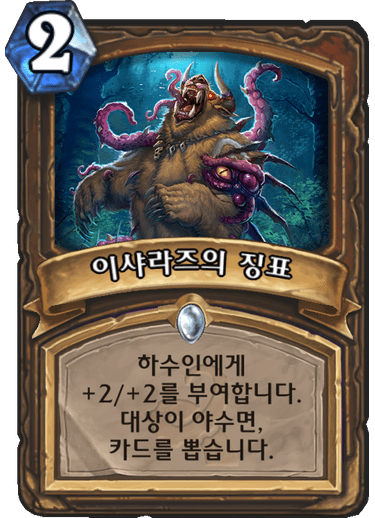 2
이샤라즈의 징표
하수인에게
+2/+2를 부여합니다.
대상이 야수면,
카드를 뽑습니다.